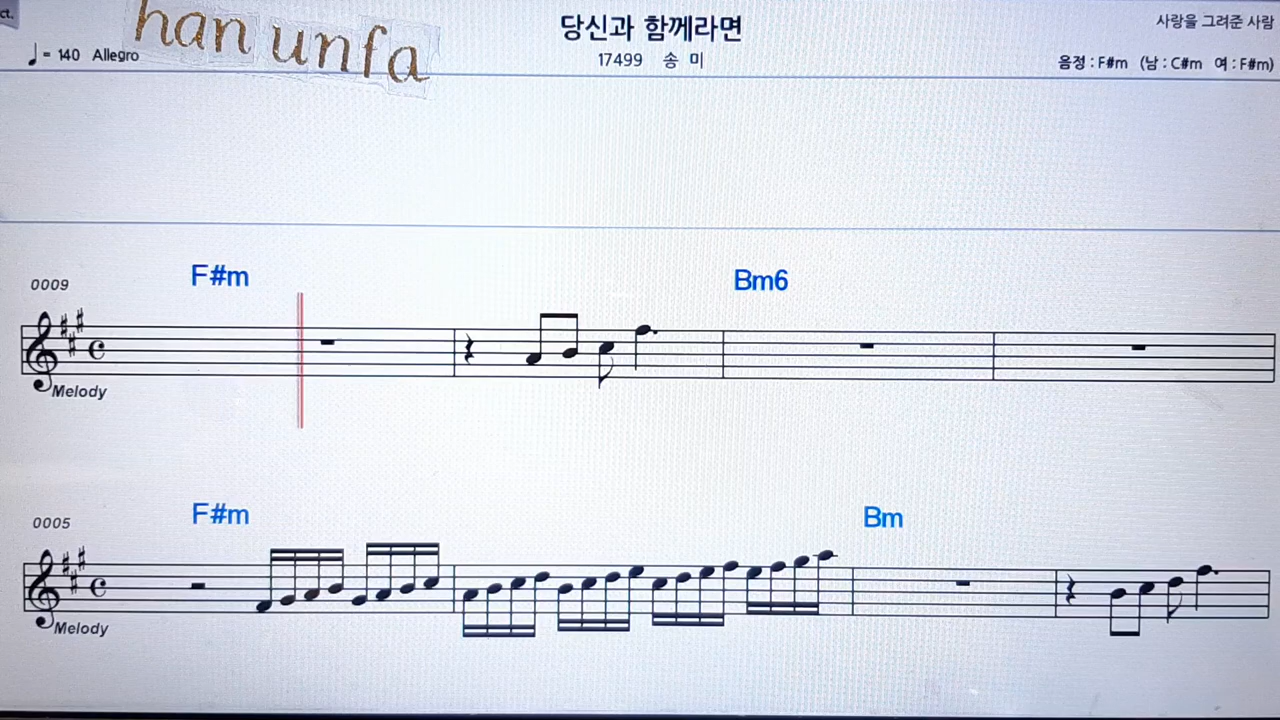 ct.
han unfa
당신과 함께라면
사랑을 그려준 사람
♩ = 140 Allegro
17499 송 미
음정 : F#m (남 : C#m 여 : F#m)
F#m Bm6
0009
Melody
F#m Bm
0005
Melody